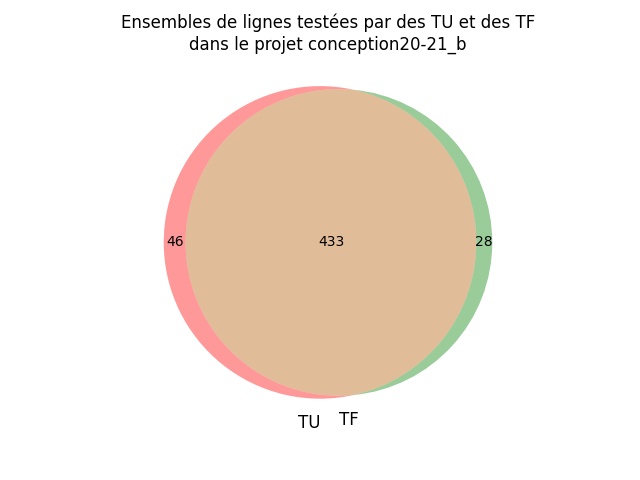 Ensembles de lignes testées par des TU et des TF
dans le projet conception20-21_b
46
433
28
TU
TF